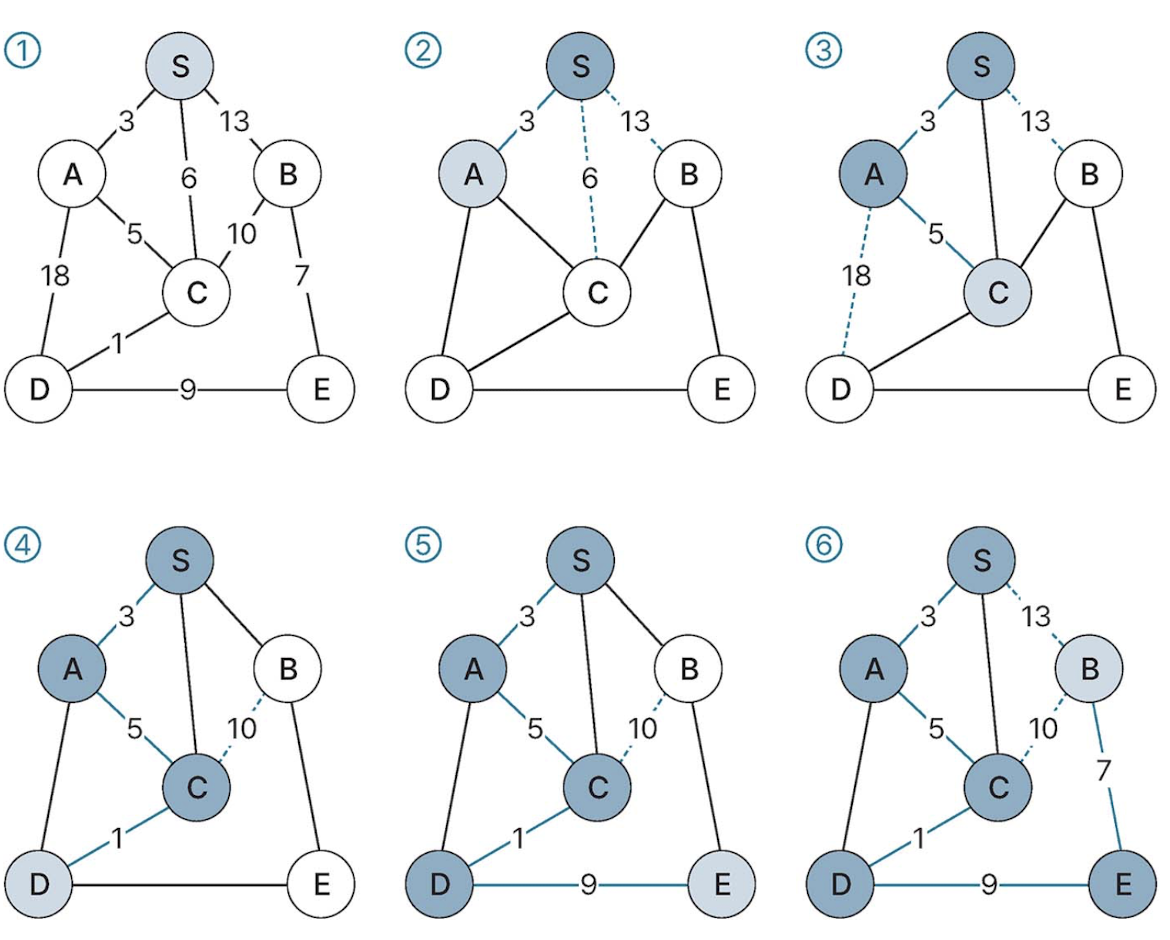 ① ② ③
S S S
3 13 3 13 3 13
A 6 B A 6 B A B
5 10 5
18 C 7 C 18 C
1
D 9 E D E D E
④ ⑤ ⑥
S S S
3 3 3 13
A B A B A B
5 10 5 10 5 10
C C C 7
1 1 1
D E D 9 E D 9 E